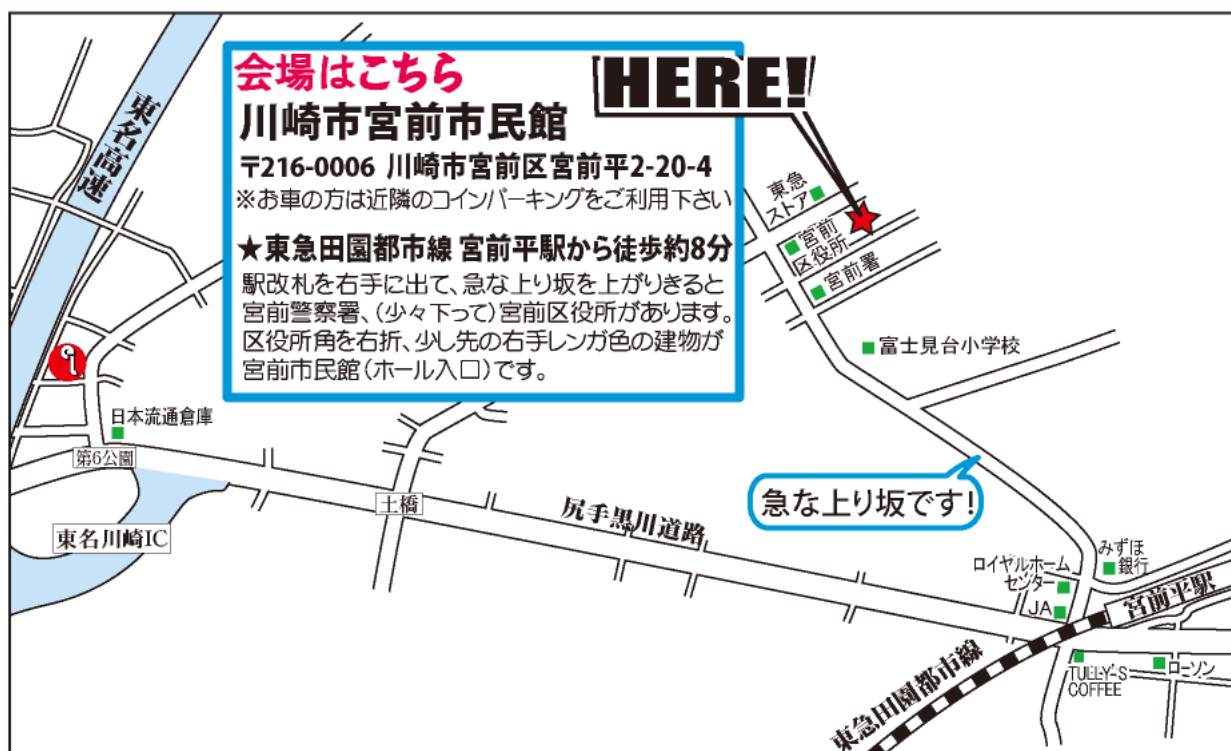 会場はこちら
HERE!
川崎市宮前市民館
〒216-0006 川崎市宮前区宮前平2-20-4
※お車の方は近隣のコインパーキングをご利用下さい
★東急田園都市線 宮前平駅から徒歩約8分
駅改札を右手に出て、急な上り坂を上がりきると
宮前警察署、(少々下って)宮前区役所があります。
区役所角を右折、少し先の右手レンガ色の建物が
宮前市民館(ホール入口)です。
東名高速
東急
ストア
宮前
区役所
宮前署
富士見台小学校
日本流通倉庫
第6公園
東名川崎IC
土橋
尻手黒川道路
急な上り坂です!
みずほ
銀行
ロイヤルホーム
センター
JA
宮前平駅
東急田園都市線
TULLY'S
COFFEE
ローソン